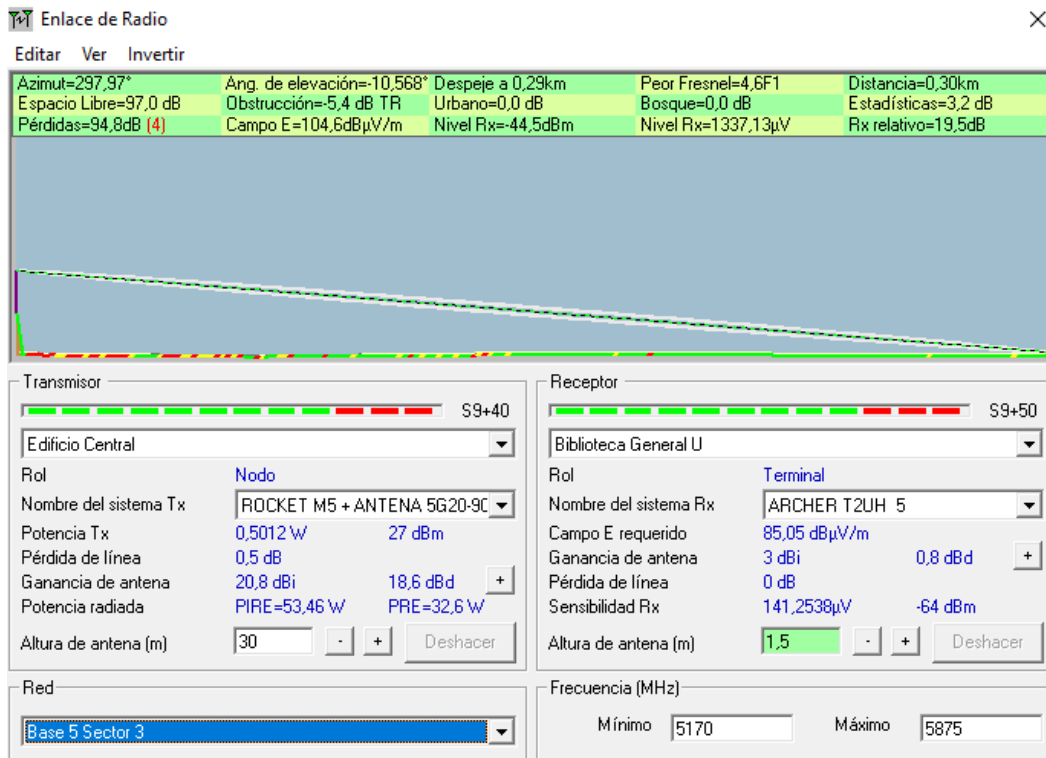 Enlace de Radio
Editar Ver Invertir
Azimut=297,97° Ang. de elevación=-10,568° Despeje a 0,29km Peor Fresnel=4,6F1 Distancia=0,30km
Espacio Libre=97,0 dB Obstrucción=-5,4 dB TR Urbano=0,0 dB Bosque=0,0 dB Estadísticas=3,2 dB
Pérdidas=94,8dB (4) Campo E=104,6dBµV/m Nivel Rx=-44,5dBm Nivel Rx=1337,13µV Rx relativo=19,5dB
Transmisor
S9+40
Edificio Central
Rol Nodo
Nombre del sistema Tx ROCKET M5 + ANTENA 5G20-90
Potencia Tx 0,5012 W 27 dBm
Pérdida de línea 0,5 dB
Ganancia de antena 20,8 dBi 18,6 dBd +
Potencia radiada PIRE=53,46 W PRE=32,6 W
Altura de antena (m) 30 - + Deshacer
Receptor
S9+50
Biblioteca General U
Rol Terminal
Nombre del sistema Rx ARCHER T2UH 5
Campo E requerido 85,05 dBµV/m
Ganancia de antena 3 dBi 0,8 dBd +
Pérdida de línea 0 dB
Sensibilidad Rx 141,2538µV -64 dBm
Altura de antena (m) 1,5 - + Deshacer
Red
Base 5 Sector 3
Frecuencia (MHz)
Mínimo 5170 Máximo 5875